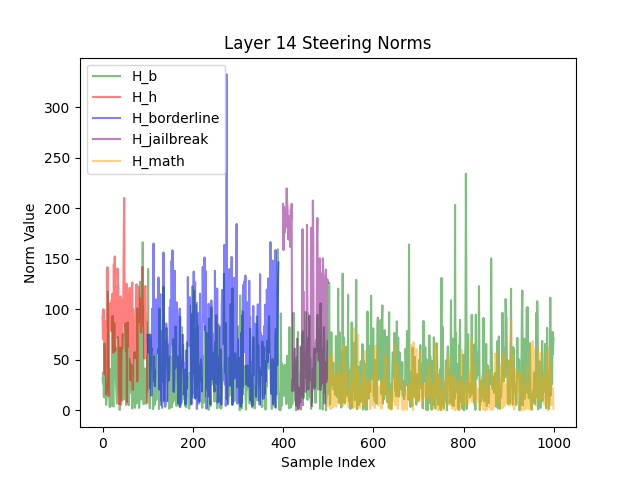 Layer 14 Steering Norms
H_b
H_h
H_borderline
H_jailbreak
H_math
Norm Value
300
250
200
150
100
50
0
0 200 400 600 800 1000
Sample Index